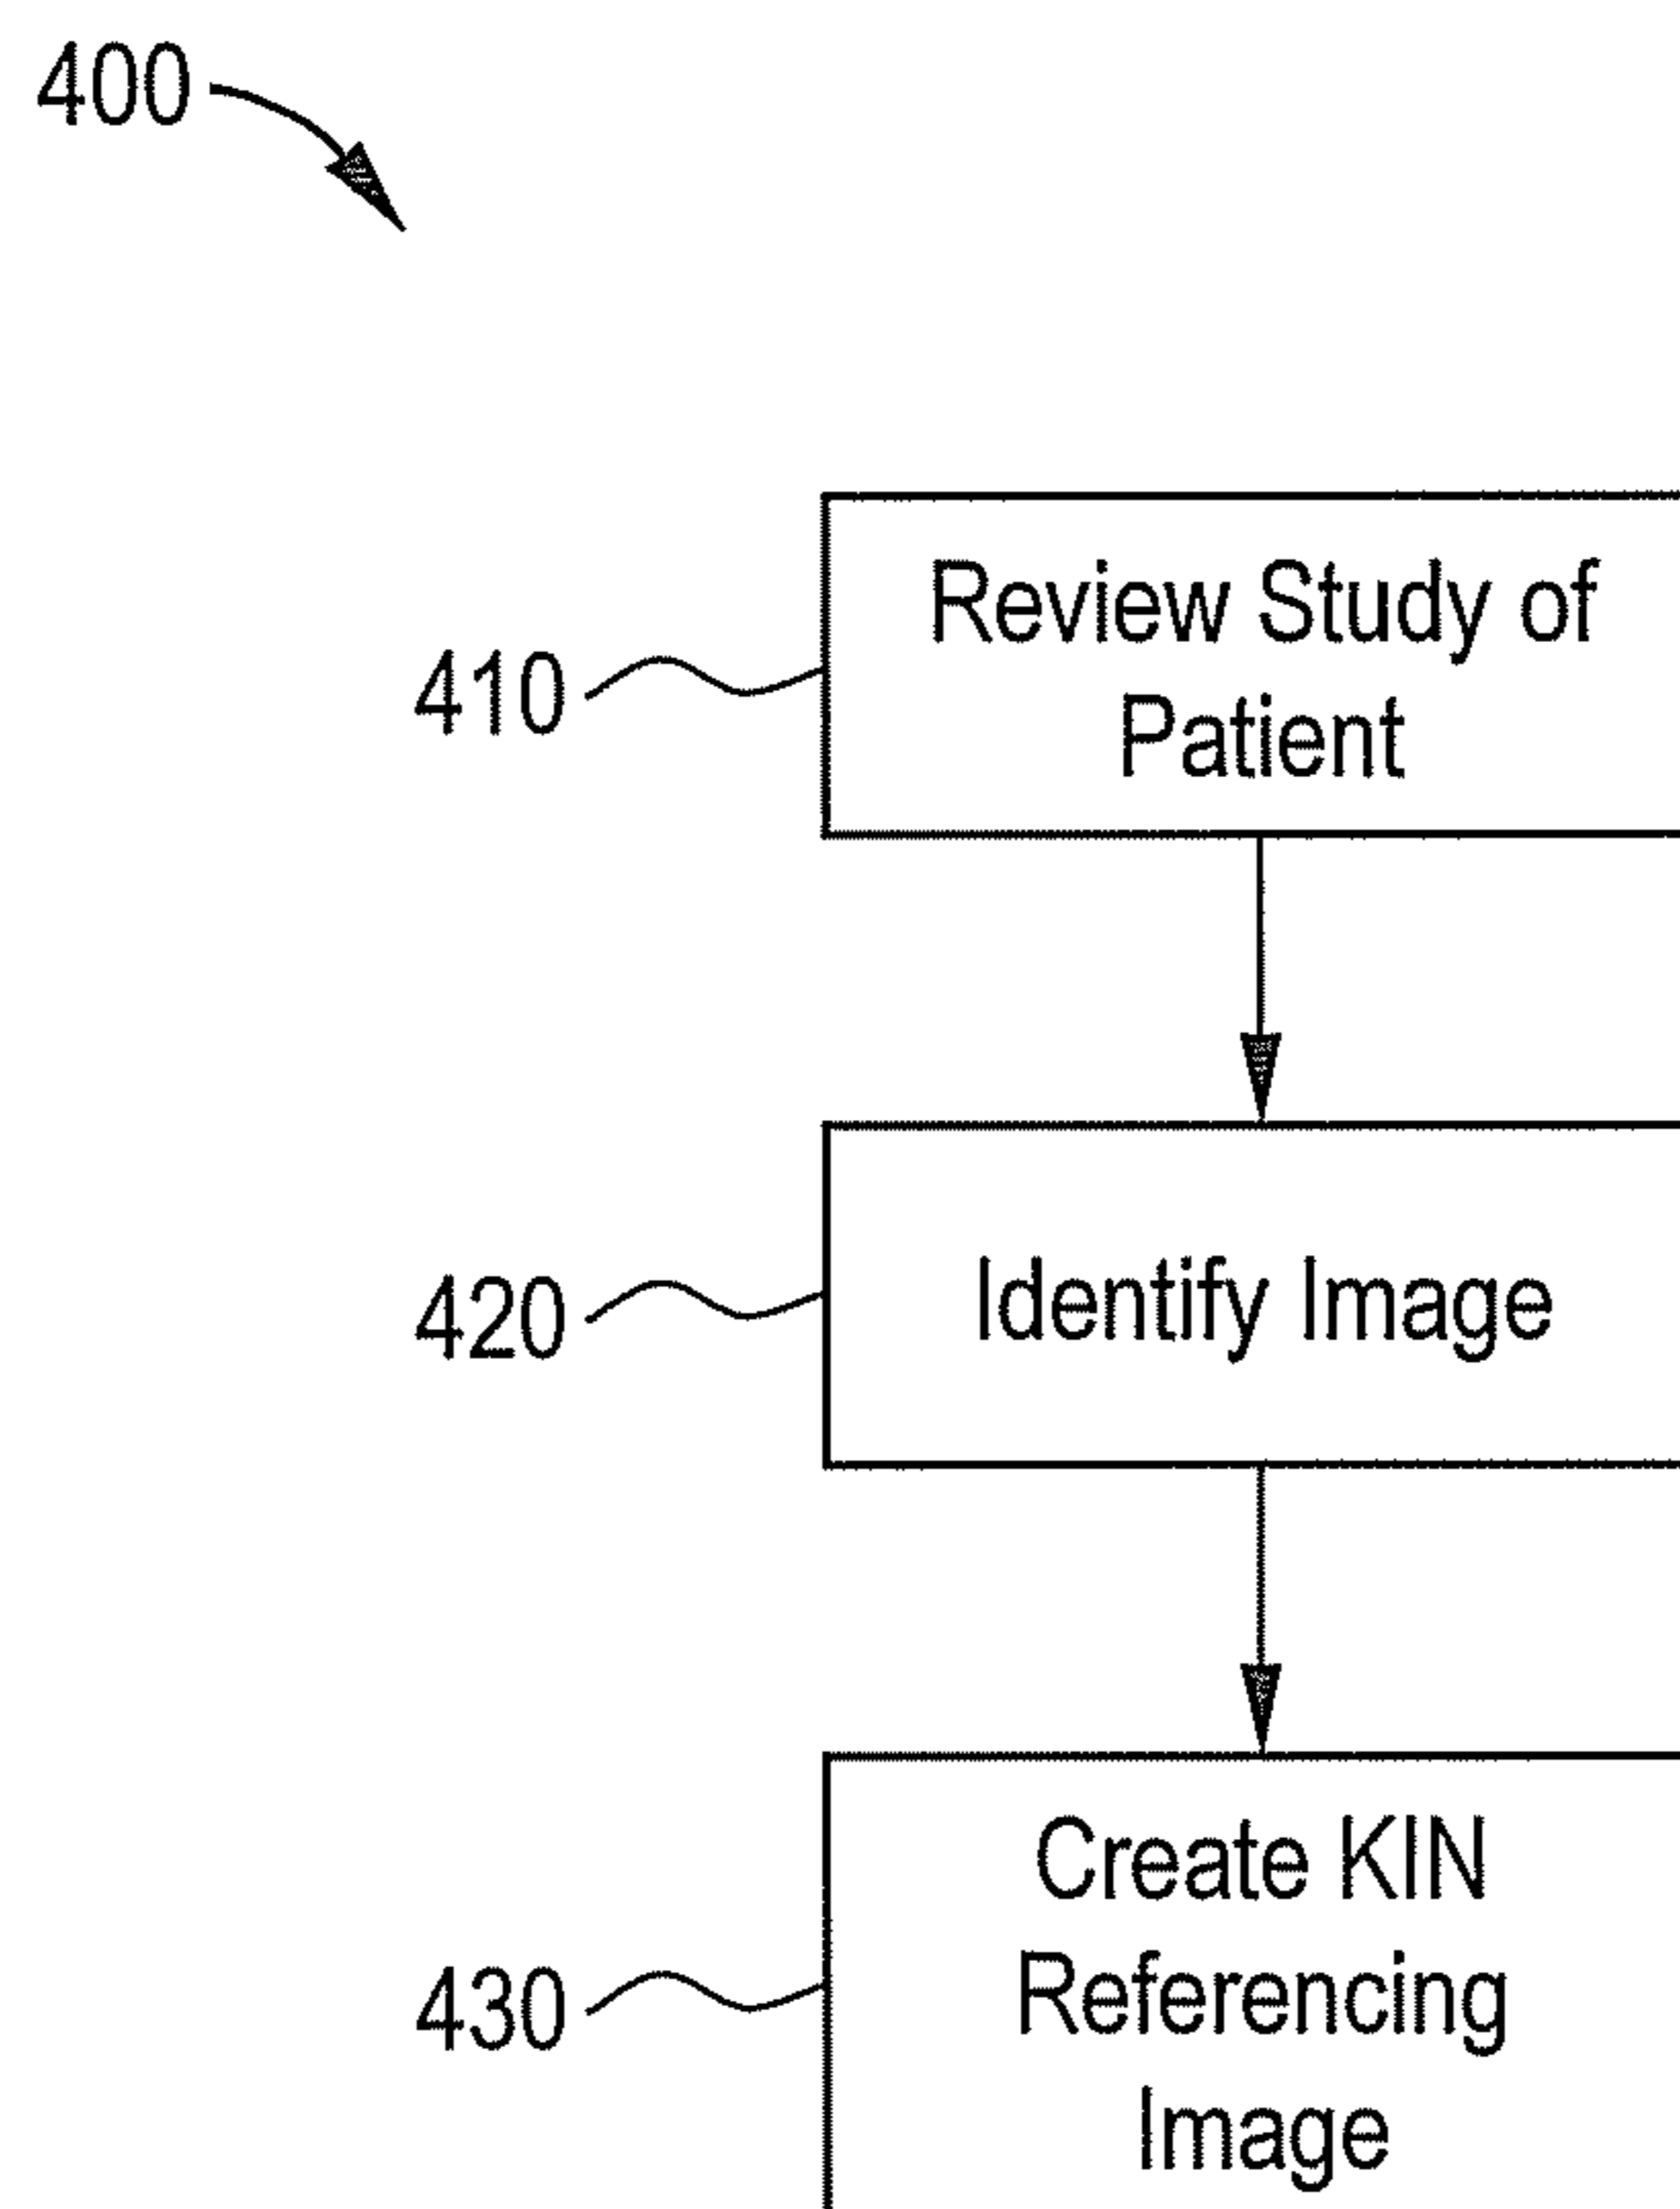 400
410
Review Study of
Patient
420
Identify Image
430
Create KIN
Referencing
Image